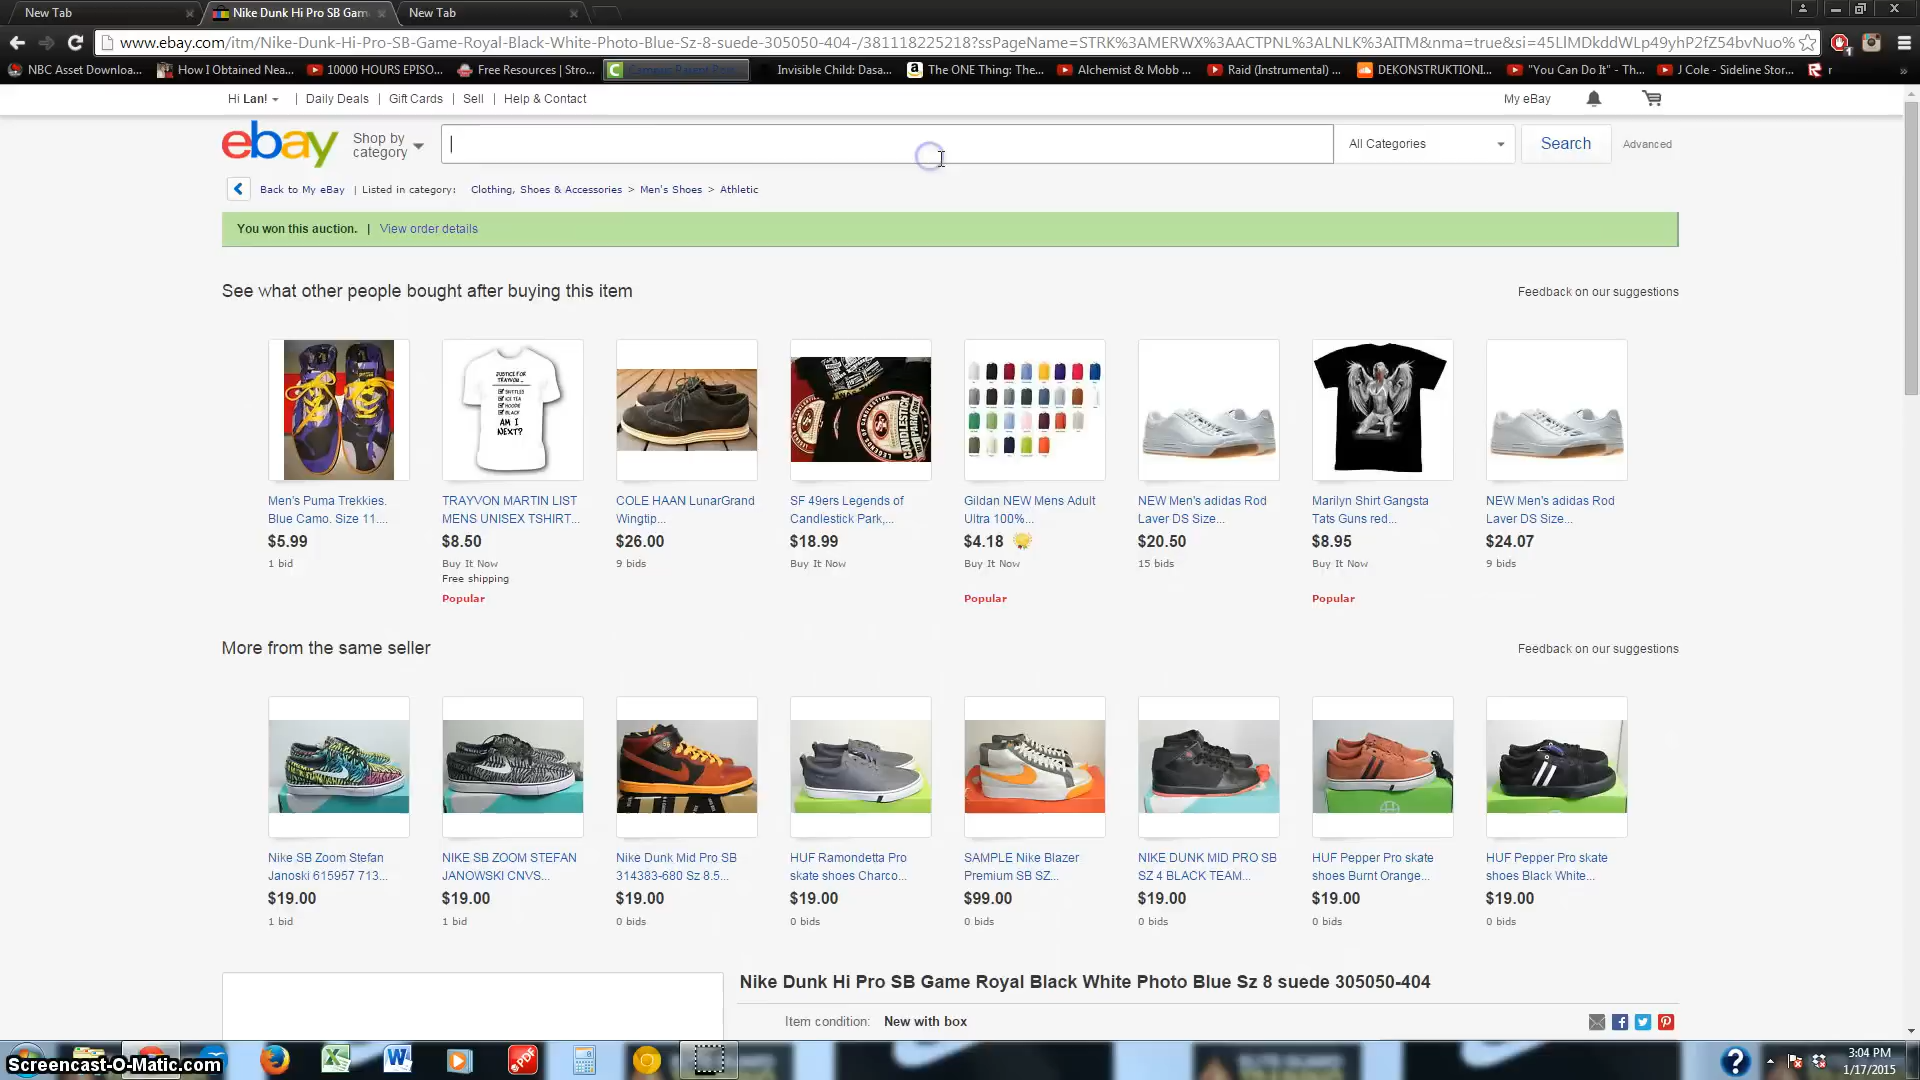 New Tab
Nike Dunk Hi Pro SB Gam
New Tab
www.ebay.com/itm/Nike-Dunk-Hi-Pro-SB-Game-Royal-Black-White-Photo-Blue-Sz-8-suede-305050-404-/381118225218?ssPageName=STRK%3AMERWX%3AACTPNL%3ALNLK%3AITM&nma=true&si=45LlMDkddWLp49yhP2fZ54bvNuo%
NBC Asset Downloa... How I Obtained Nea... 10000 HOURS EPISO... Free Resources | Stro... Invisible Child: Dasa... The ONE Thing: The... Alchemist & Mobb ... Raid (Instrumental) ... DEKONSTRUKTIONI... "You Can Do It" - Th... J Cole - Sideline Stor... r »
Hi Lan! | Daily Deals | Gift Cards | Sell | Help & Contact My eBay
ebay Shop by category All Categories Search Advanced
Back to My eBay | Listed in category: Clothing, Shoes & Accessories > Men's Shoes > Athletic
You won this auction. | View order details
See what other people bought after buying this item Feedback on our suggestions
JUSTICE FOR
TRAYVON...
SKITTLES
ICE TEA
HOODIE
BLACK
AM I
NEXT?
CANDLESTICK PARK
Men's Puma Trekkies. Blue Camo. Size 11....
$5.99
1 bid
TRAYVON MARTIN LIST MENS UNISEX TSHIRT...
$8.50
Buy It Now
Free shipping
Popular
COLE HAAN LunarGrand Wingtip...
$26.00
9 bids
SF 49ers Legends of Candlestick Park,...
$18.99
Buy It Now
Gildan NEW Mens Adult Ultra 100%...
$4.18
Buy It Now
Popular
NEW Men's adidas Rod Laver DS Size...
$20.50
15 bids
Marilyn Shirt Gangsta Tats Guns red...
$8.95
Buy It Now
Popular
NEW Men's adidas Rod Laver DS Size...
$24.07
9 bids
More from the same seller Feedback on our suggestions
Nike SB Zoom Stefan Janoski 615957 713...
$19.00
1 bid
NIKE SB ZOOM STEFAN JANOWSKI CNVS...
$19.00
1 bid
Nike Dunk Mid Pro SB 314383-680 Sz 8.5...
$19.00
0 bids
HUF Ramondetta Pro skate shoes Charco...
$19.00
0 bids
SAMPLE Nike Blazer Premium SB SZ...
$99.00
0 bids
NIKE DUNK MID PRO SB SZ 4 BLACK TEAM...
$19.00
0 bids
HUF Pepper Pro skate shoes Burnt Orange...
$19.00
0 bids
HUF Pepper Pro skate shoes Black White...
$19.00
0 bids
Nike Dunk Hi Pro SB Game Royal Black White Photo Blue Sz 8 suede 305050-404
Item condition: New with box
Screencast-O-Matic.com
PDF
3:04 PM
1/17/2015